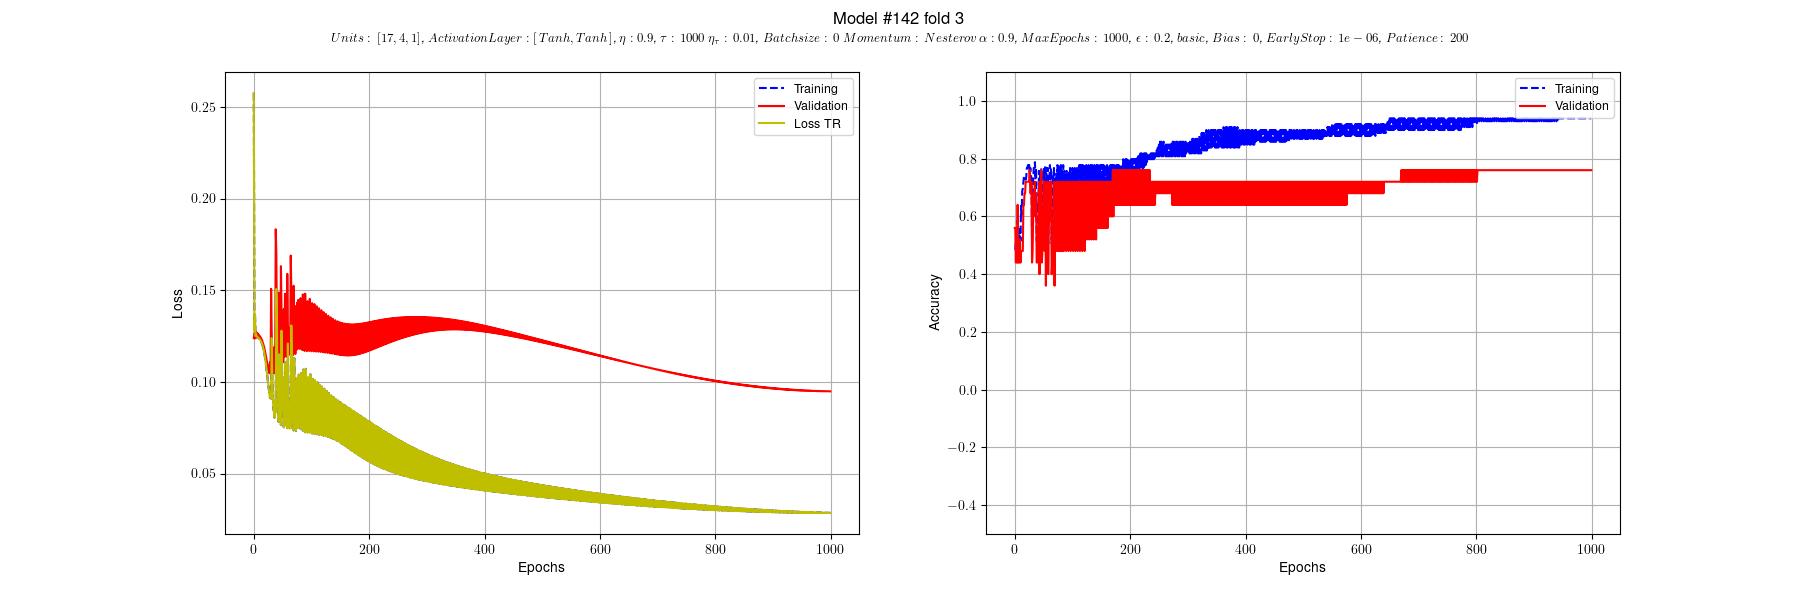 Model #142 fold 3
Units : [17, 4, 1], ActivationLayer : [Tanh, Tanh], η : 0.9, τ : 1000 η_τ : 0.01, Batchsize : 0 Momentum : Nesterov α : 0.9, MaxEpochs : 1000, ϵ : 0.2, basic, Bias : 0, EarlyStop : 1e − 06, Patience : 200
Training
Validation
Loss TR
0.25
0.20
0.15
0.10
0.05
Loss
0 200 400 600 800 1000
Epochs
Training
Validation
1.0
0.8
0.6
0.4
0.2
0.0
−0.2
−0.4
Accuracy
0 200 400 600 800 1000
Epochs